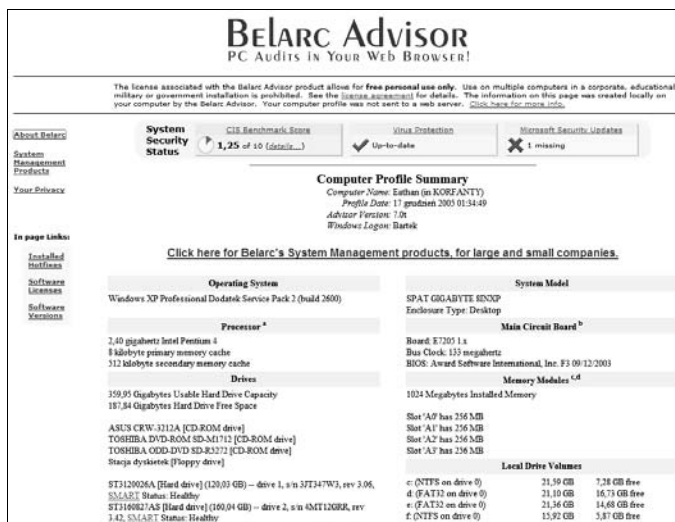 BELARC ADVISOR
PC AUDITS IN YOUR WEB BROWSER!
The license associated with the Belarc Advisor product allows for free personal use only. Use on multiple computers in a corporate, educational,
military or government installation is prohibited. See the license agreement for details. The information on this page was created locally on
your computer by the Belarc Advisor. Your computer profile was not sent to a web server. Click here for more info.
About Belarc
System
Management
Products
Your Privacy
In page Links:
Installed
Hotfixes
Software
Licenses
Software
Versions
System
Security
Status
CIS Benchmark Score
1,25 of 10 (details...)
Virus Protection
Up-to-date
Microsoft Security Updates
1 missing
Computer Profile Summary
Computer Name: Eathan (in KORFANTY)
Profile Date: 17 grudzień 2005 01:34:49
Advisor Version: 7.0t
Windows Logon: Bartek
Click here for Belarc's System Management products, for large and small companies.
Operating System
Windows XP Professional Dodatek Service Pack 2 (build 2600)
System Model
SPAT GIGABYTE 8INXP
Enclosure Type: Desktop
Processor a
2,40 gigahertz Intel Pentium 4
8 kilobyte primary memory cache
512 kilobyte secondary memory cache
Main Circuit Board b
Board: E7205 1.x
Bus Clock: 133 megahertz
BIOS: Award Software International, Inc. F3 09/12/2003
Drives
359,95 Gigabytes Usable Hard Drive Capacity
187,84 Gigabytes Hard Drive Free Space
ASUS CRW-3212A [CD-ROM drive]
TOSHIBA DVD-ROM SD-M1712 [CD-ROM drive]
TOSHIBA ODD-DVD SD-R5272 [CD-ROM drive]
Stacja dyskietek [Floppy drive]
ST3120026A [Hard drive] (120,03 GB) -- drive 1, s/n 3JT347W3, rev 3.06,
SMART Status: Healthy
ST3160827AS [Hard drive] (160,04 GB) -- drive 2, s/n 4MT12GRR, rev
3.42, SMART Status: Healthy
Memory Modules c,d
1024 Megabytes Installed Memory
Slot 'A0' has 256 MB
Slot 'A1' has 256 MB
Slot 'A2' has 256 MB
Slot 'A3' has 256 MB
Local Drive Volumes
c: (NTFS on drive 0) 21,59 GB 7,28 GB free
d: (FAT32 on drive 0) 21,10 GB 16,73 GB free
e: (FAT32 on drive 0) 21,36 GB 14,68 GB free
f: (NTFS on drive 0) 15,92 GB 5,87 GB free